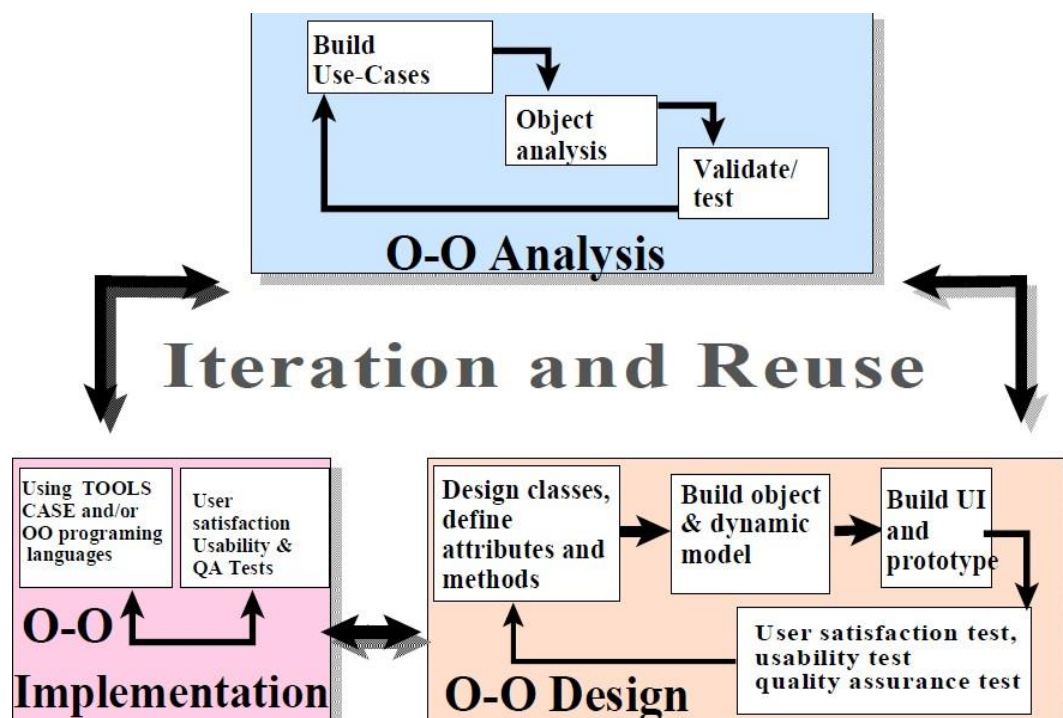 Build
Use-Cases
Object
analysis
Validate/
test
O-O Analysis
Iteration and Reuse
Using TOOLS
CASE and/or
OO programing
languages
User
satisfaction
Usability &
QA Tests
O-O
Implementation
Design classes,
define
attributes and
methods
Build object
& dynamic
model
Build UI
and
prototype
User satisfaction test,
usability test
quality assurance test
O-O Design